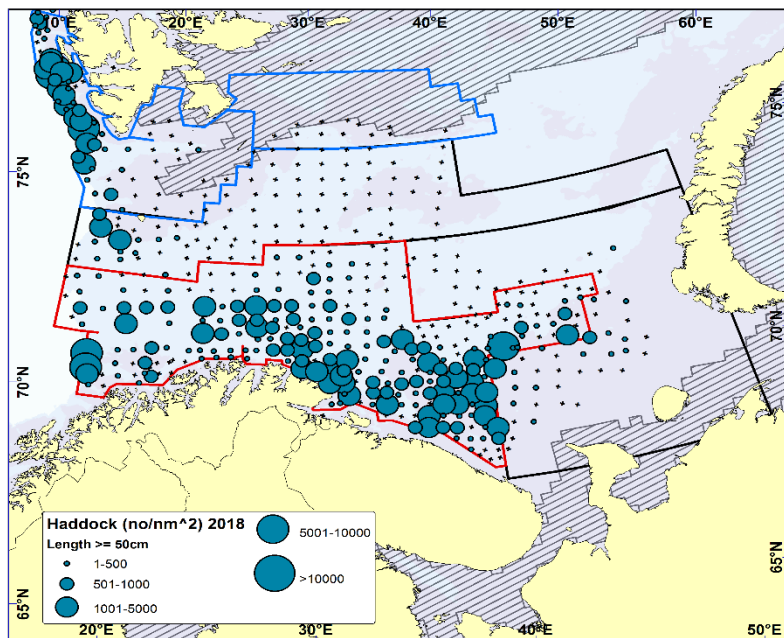 10°E 20°E 30°E 40°E 50°E 60°E
75°N
75°N
70°N
70°N
65°N
65°N
Haddock (no/nm^2) 2018
Length >= 50cm
1-500
501-1000
1001-5000
5001-10000
>10000
20°E 30°E 40°E 50°E